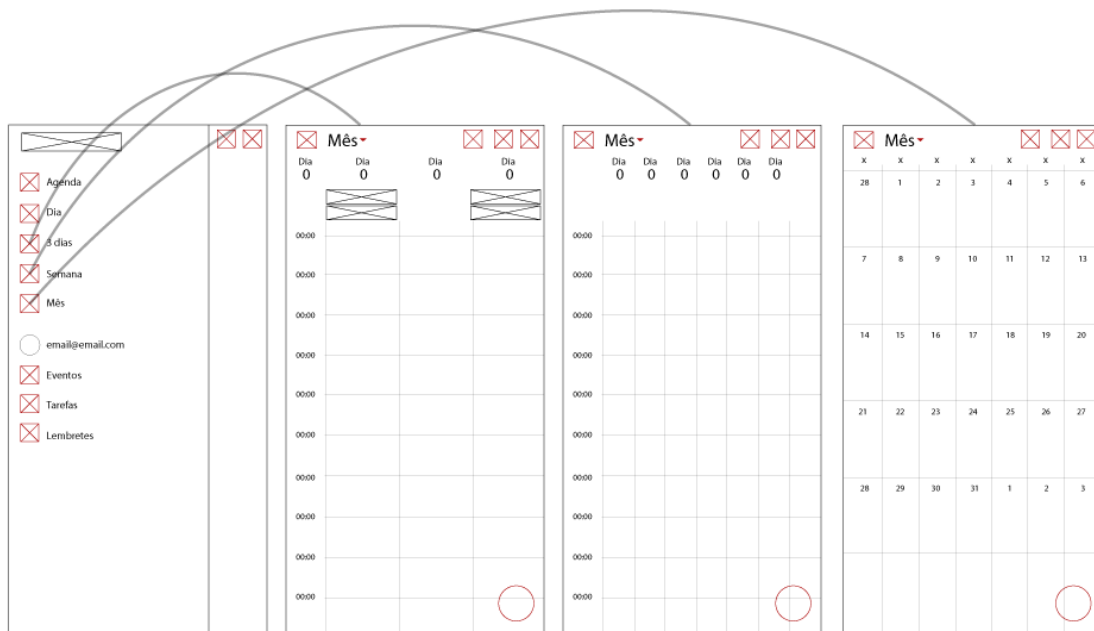 Agenda
Dia
3 dias
Semana
Mês
email@email.com
Eventos
Tarefas
Lembretes
Mês
Dia Dia Dia Dia
0 0 0 0
00:00
00:00
00:00
00:00
00:00
00:00
00:00
00:00
00:00
00:00
Mês
Dia Dia Dia Dia Dia Dia
0 0 0 0 0 0
00:00
00:00
00:00
00:00
00:00
00:00
00:00
00:00
00:00
00:00
Mês
x x x x x x x
28 1 2 3 4 5 6
7 8 9 10 11 12 13
14 15 16 17 18 19 20
21 22 23 24 25 26 27
28 29 30 31 1 2 3